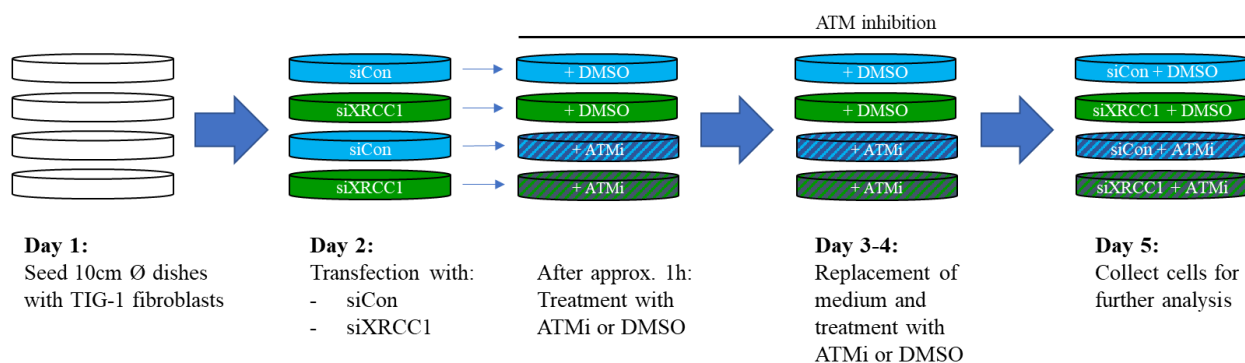 ATM inhibition
siCon
siXRCC1
siCon
siXRCC1
+ DMSO
+ DMSO
+ ATMi
+ ATMi
+ DMSO
+ DMSO
+ ATMi
+ ATMi
siCon + DMSO
siXRCC1 + DMSO
siCon + ATMi
siXRCC1 + ATMi
Day 1:
Seed 10cm Ø dishes
with TIG-1 fibroblasts
Day 2:
Transfection with:
- siCon
- siXRCC1
After approx. 1h:
Treatment with
ATMi or DMSO
Day 3-4:
Replacement of
medium and
treatment with
ATMi or DMSO
Day 5:
Collect cells for
further analysis